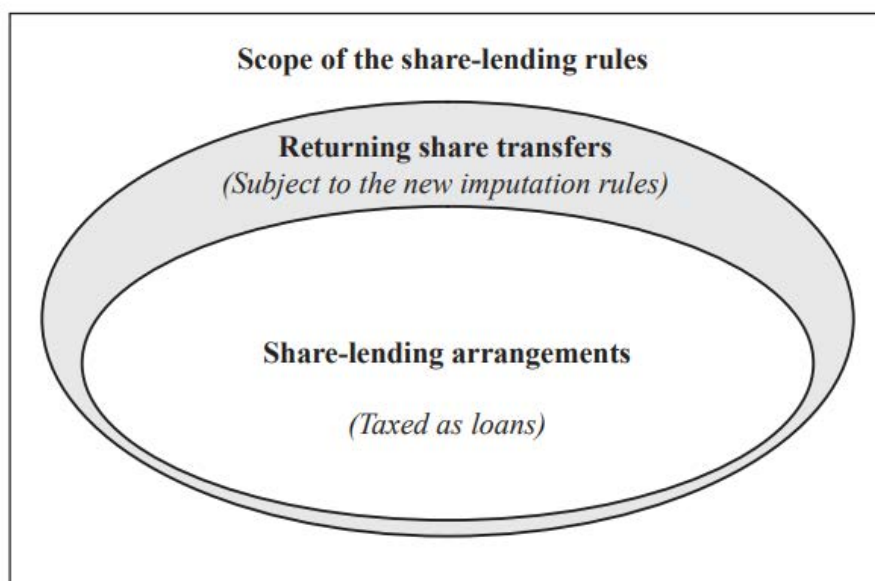 Scope of the share-lending rules
Returning share transfers
(Subject to the new imputation rules)
Share-lending arrangements
(Taxed as loans)